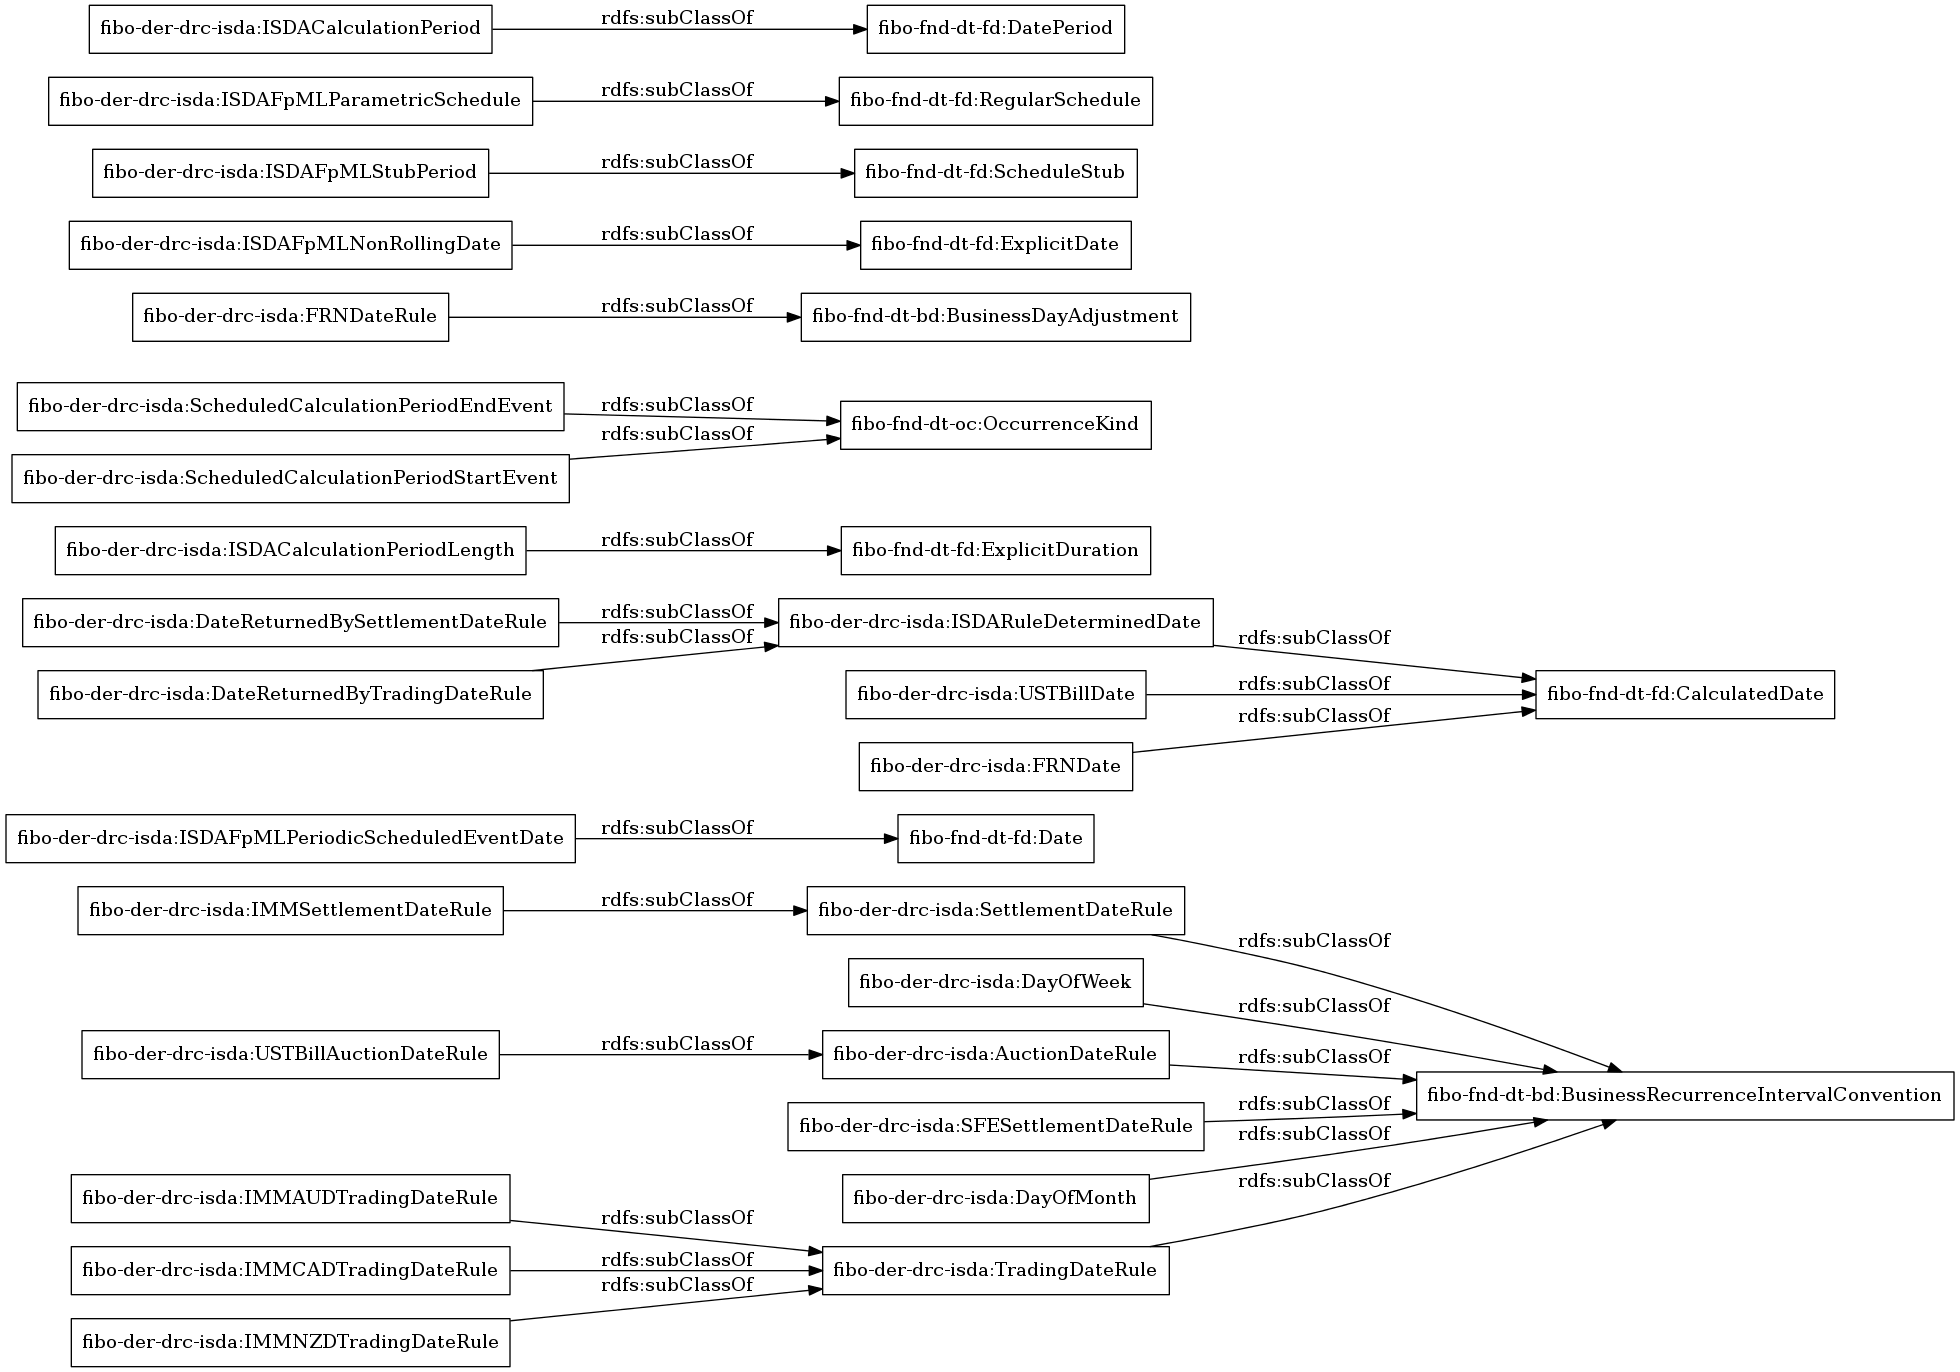 fibo-der-drc-isda:ISDACalculationPeriod
rdfs:subClassOf
fibo-fnd-dt-fd:DatePeriod
fibo-der-drc-isda:ISDAFpMLParametricSchedule
rdfs:subClassOf
fibo-fnd-dt-fd:RegularSchedule
fibo-der-drc-isda:ISDAFpMLStubPeriod
rdfs:subClassOf
fibo-fnd-dt-fd:ScheduleStub
fibo-der-drc-isda:ISDAFpMLNonRollingDate
rdfs:subClassOf
fibo-fnd-dt-fd:ExplicitDate
fibo-der-drc-isda:FRNDateRule
rdfs:subClassOf
fibo-fnd-dt-bd:BusinessDayAdjustment
fibo-der-drc-isda:ScheduledCalculationPeriodEndEvent
rdfs:subClassOf
fibo-fnd-dt-oc:OccurrenceKind
rdfs:subClassOf
fibo-der-drc-isda:ScheduledCalculationPeriodStartEvent
fibo-der-drc-isda:ISDACalculationPeriodLength
rdfs:subClassOf
fibo-fnd-dt-fd:ExplicitDuration
fibo-der-drc-isda:DateReturnedBySettlementDateRule
rdfs:subClassOf
fibo-der-drc-isda:ISDARuleDeterminedDate
rdfs:subClassOf
rdfs:subClassOf
fibo-der-drc-isda:DateReturnedByTradingDateRule
fibo-der-drc-isda:USTBillDate
rdfs:subClassOf
fibo-fnd-dt-fd:CalculatedDate
rdfs:subClassOf
fibo-der-drc-isda:FRNDate
fibo-der-drc-isda:ISDAFpMLPeriodicScheduledEventDate
rdfs:subClassOf
fibo-fnd-dt-fd:Date
fibo-der-drc-isda:IMMSettlementDateRule
rdfs:subClassOf
fibo-der-drc-isda:SettlementDateRule
rdfs:subClassOf
fibo-der-drc-isda:DayOfWeek
rdfs:subClassOf
fibo-der-drc-isda:USTBillAuctionDateRule
rdfs:subClassOf
fibo-der-drc-isda:AuctionDateRule
rdfs:subClassOf
fibo-fnd-dt-bd:BusinessRecurrenceIntervalConvention
rdfs:subClassOf
fibo-der-drc-isda:SFESettlementDateRule
rdfs:subClassOf
fibo-der-drc-isda:DayOfMonth
rdfs:subClassOf
fibo-der-drc-isda:IMMAUDTradingDateRule
rdfs:subClassOf
fibo-der-drc-isda:IMMCADTradingDateRule
rdfs:subClassOf
fibo-der-drc-isda:TradingDateRule
rdfs:subClassOf
fibo-der-drc-isda:IMMNZDTradingDateRule